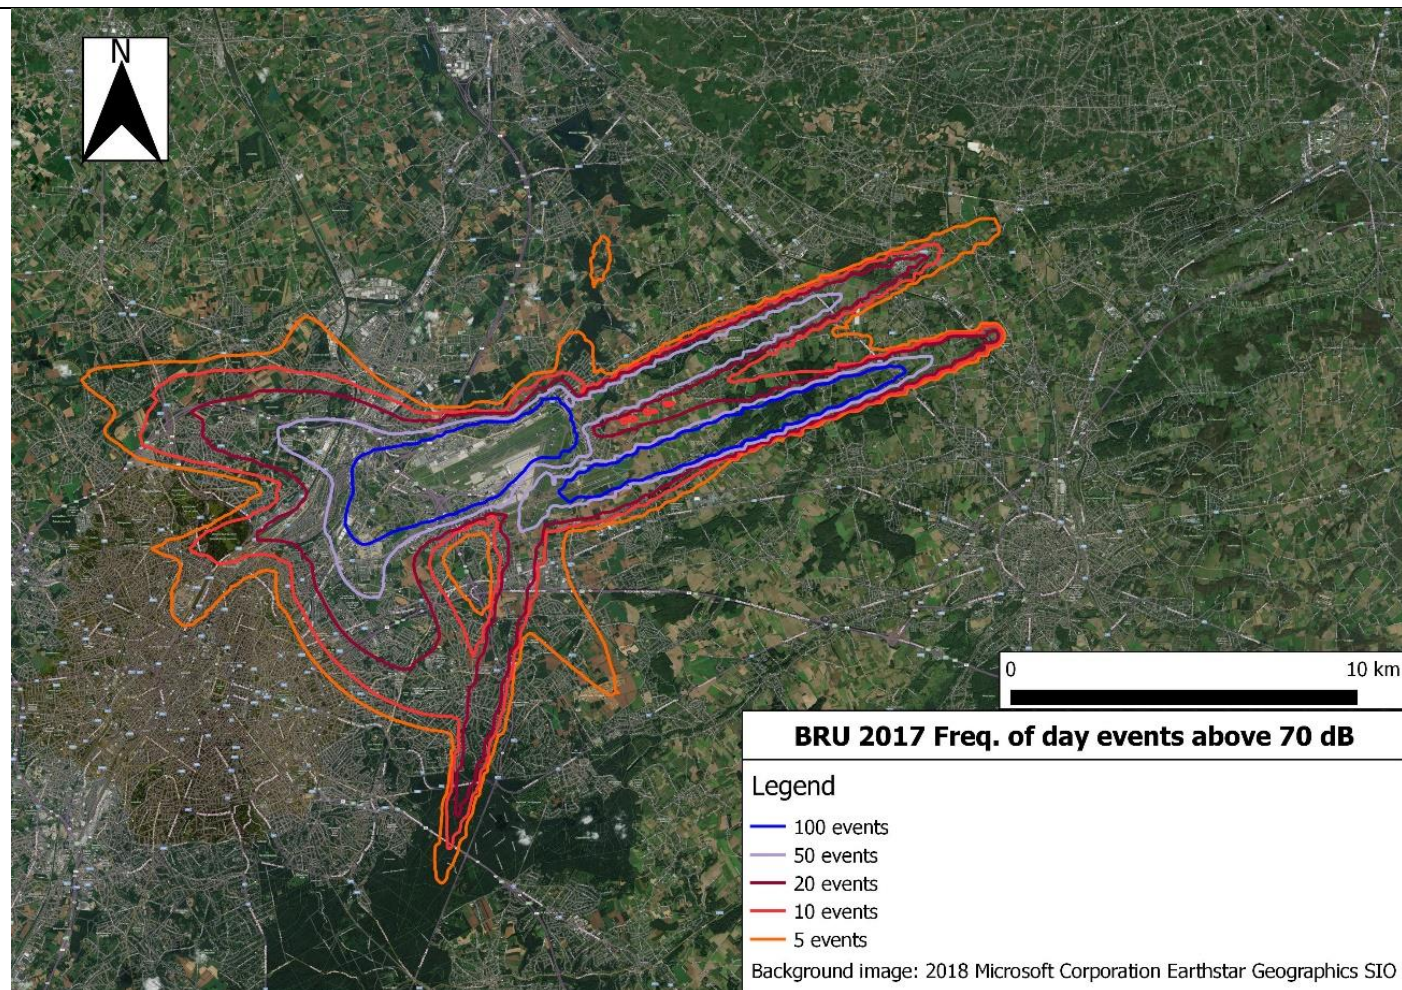 N
0 10 km
BRU 2017 Freq. of day events above 70 dB
Legend
100 events
50 events
20 events
10 events
5 events
Background image: 2018 Microsoft Corporation Earthstar Geographics SIO